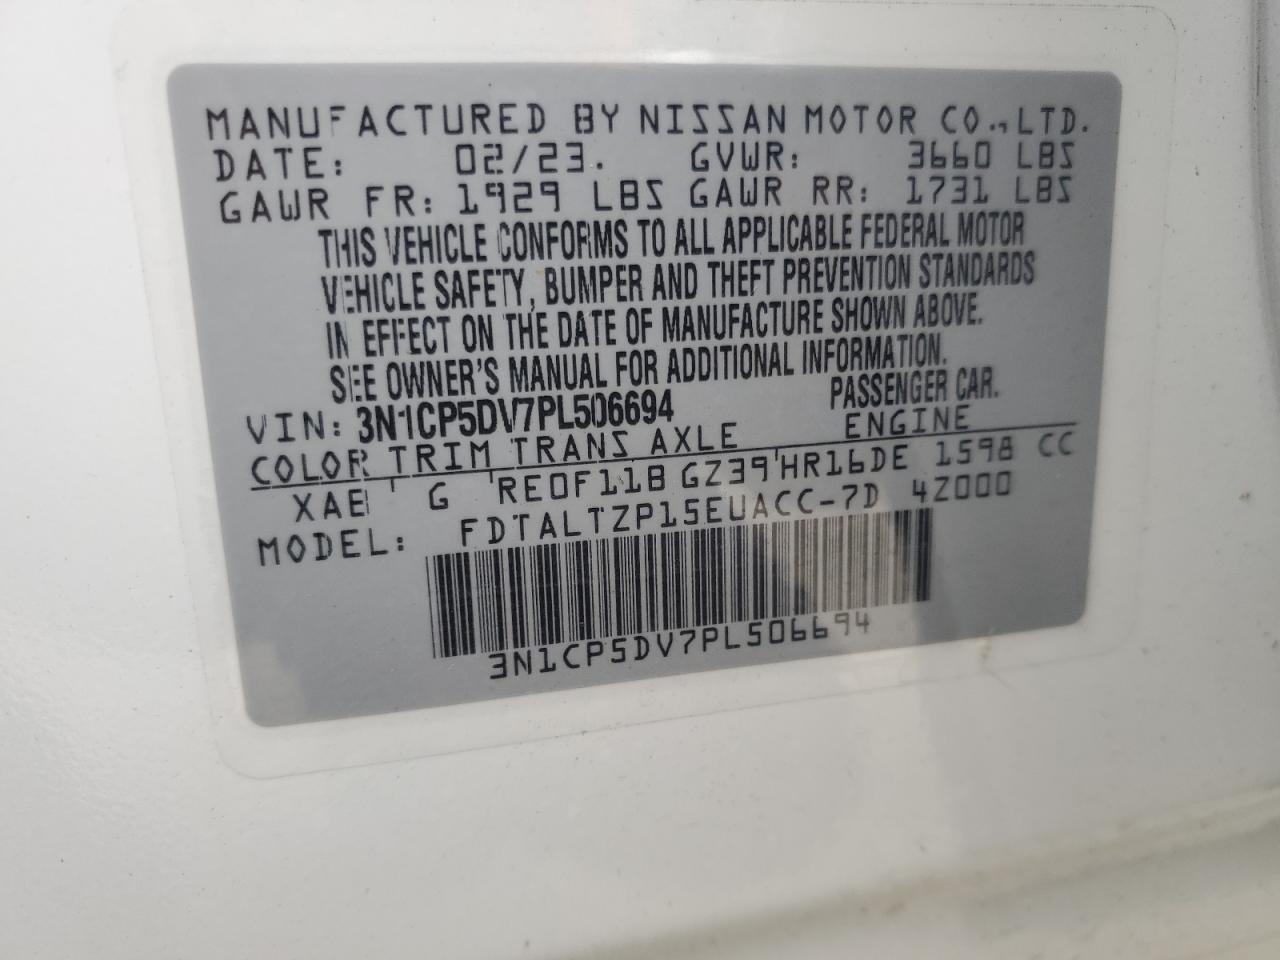 MANUFACTURED BY NISSAN MOTOR CO., LTD.
DATE: 02/23. GVWR: 3660 LBS
GAWR FR: 1929 LBS GAWR RR: 1731 LBS
THIS VEHICLE CONFORMS TO ALL APPLICABLE FEDERAL MOTOR
VEHICLE SAFETY, BUMPER AND THEFT PREVENTION STANDARDS
IN EFFECT ON THE DATE OF MANUFACTURE SHOWN ABOVE.
SEE OWNER'S MANUAL FOR ADDITIONAL INFORMATION.
VIN: 3N1CP5DV7PL506694 PASSENGER CAR.
COLOR TRIM TRANS AXLE ENGINE
XAE G RE0F11B GZ39 HR16DE 1598 CC
MODEL: FDTALTZP15EUACC-7D 4Z000
3N1CP5DV7PL506694